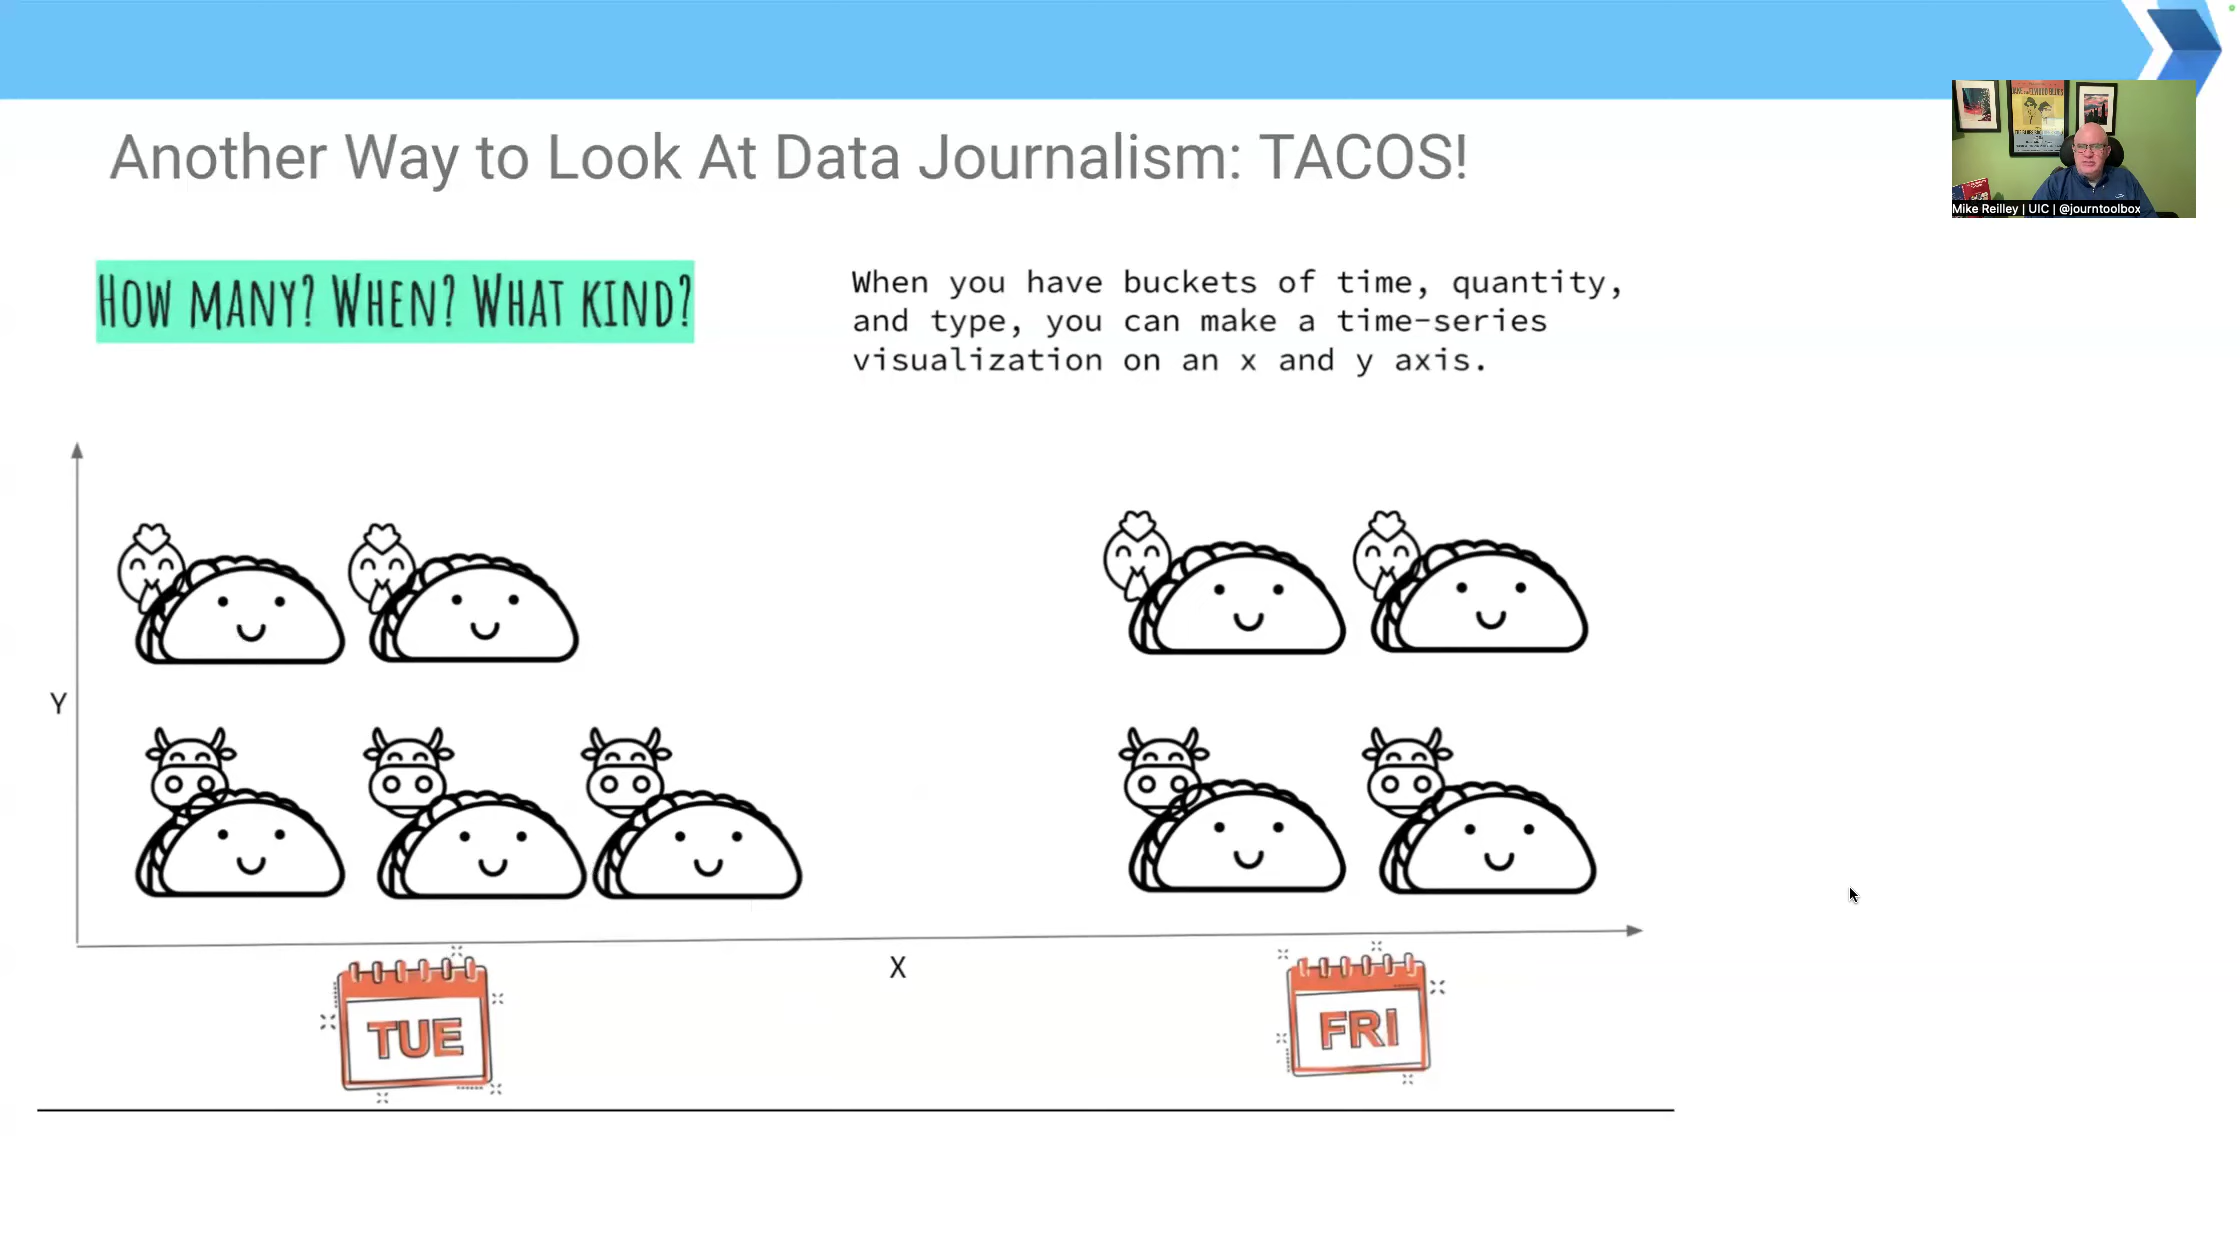 Another Way to Look At Data Journalism: TACOS!
Mike Reilley | UIC | @journtoolbox
HOW MANY? WHEN? WHAT KIND?
When you have buckets of time, quantity,
and type, you can make a time-series
visualization on an x and y axis.
Y
X
TUE
FRI